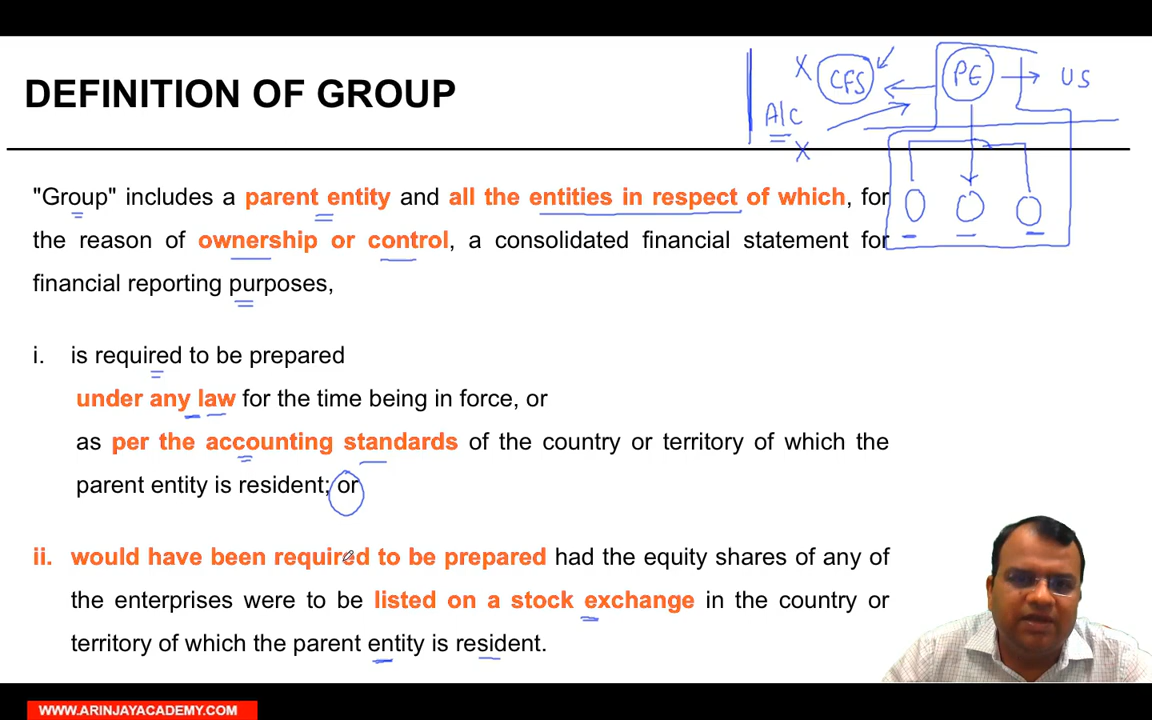 DEFINITION OF GROUP
X CFS PE US
A/C
X
"Group" includes a parent entity and all the entities in respect of which, for
the reason of ownership or control, a consolidated financial statement for
financial reporting purposes,
i. is required to be prepared
under any law for the time being in force, or
as per the accounting standards of the country or territory of which the
parent entity is resident; or
ii. would have been required to be prepared had the equity shares of any of
the enterprises were to be listed on a stock exchange in the country or
territory of which the parent entity is resident.
WWW.ARINJAYACADEMY.COM